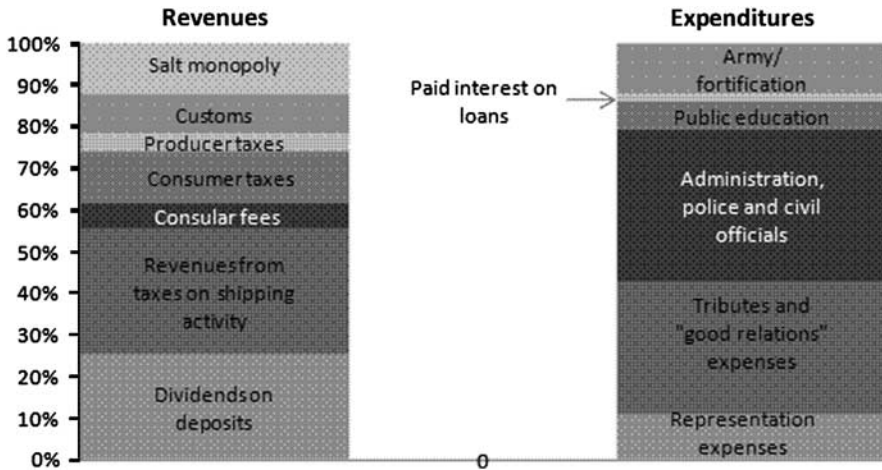 Revenues
Expenditures
100%
90%
80%
70%
60%
50%
40%
30%
20%
10%
0%
Salt monopoly
Customs
Producer taxes
Consumer taxes
Consular fees
Revenues from
taxes on shipping
activity
Dividends on
deposits
Paid interest on
loans
0
Army/
fortification
Public education
Administration,
police and civil
officials
Tributes and
"good relations"
expenses
Representation
expenses